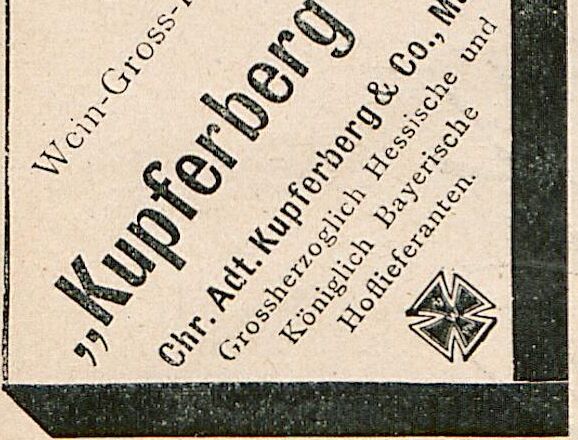 Wein-Gross-
„Kupferberg
Chr. Adt. Kupferberg & Co., M
Grossherzoglich Hessische und
Königlich Bayerische
Hoflieferanten.